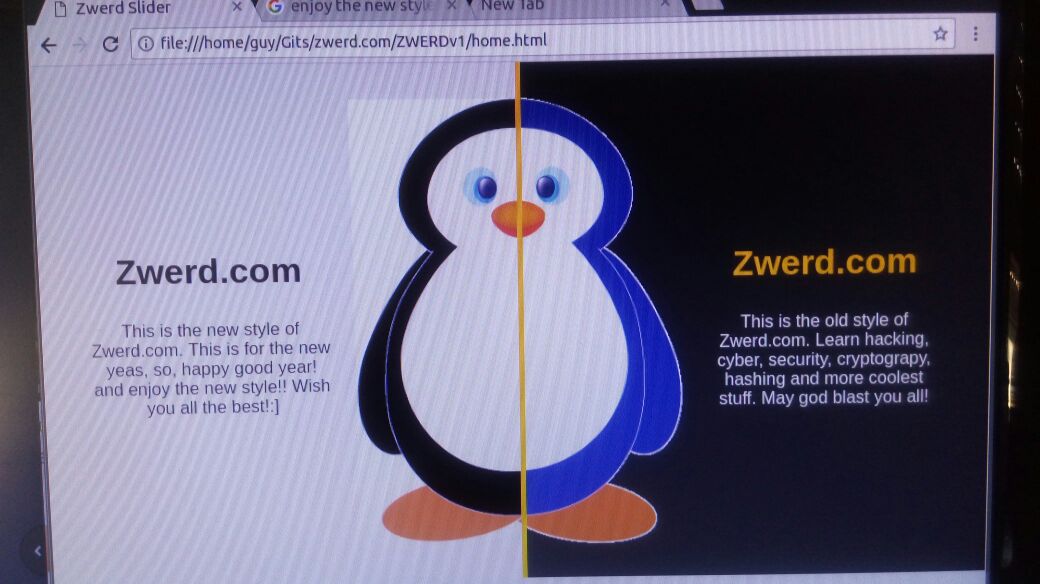 Zwerd Slider
enjoy the new style
New Tab
file:///home/guy/Gits/zwerd.com/ZWERDv1/home.html
Zwerd.com
This is the new style of
Zwerd.com. This is for the new
yeas, so, happy good year!
and enjoy the new style!! Wish
you all the best!:]
Zwerd.com
This is the old style of
Zwerd.com. Learn hacking,
cyber, security, cryptograpy,
hashing and more coolest
stuff. May god blast you all!